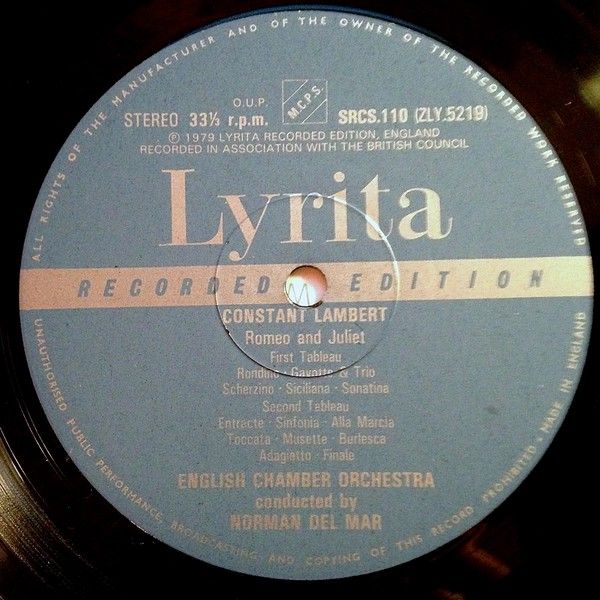 ALL RIGHTS OF THE MANUFACTURER AND OF THE OWNER OF THE RECORDED WORK RESERVED
O.U.P.
M.C.P.S.
STEREO 33⅓ r.p.m.
SRCS.110 (ZLY.5219)
℗ 1979 LYRITA RECORDED EDITION, ENGLAND
RECORDED IN ASSOCIATION WITH THE BRITISH COUNCIL
Lyrita
RECORDED EDITION
M
CONSTANT LAMBERT
Romeo and Juliet
First Tableau
Rondino · Gavotte & Trio
Scherzino · Siciliana · Sonatina
Second Tableau
Entracte · Sinfonia · Alla Marcia
Toccata · Musette · Burlesca
Adagietto · Finale
ENGLISH CHAMBER ORCHESTRA
conducted by
NORMAN DEL MAR
UNAUTHORISED PUBLIC PERFORMANCE, BROADCASTING AND COPYING OF THIS RECORD PROHIBITED • MADE IN ENGLAND